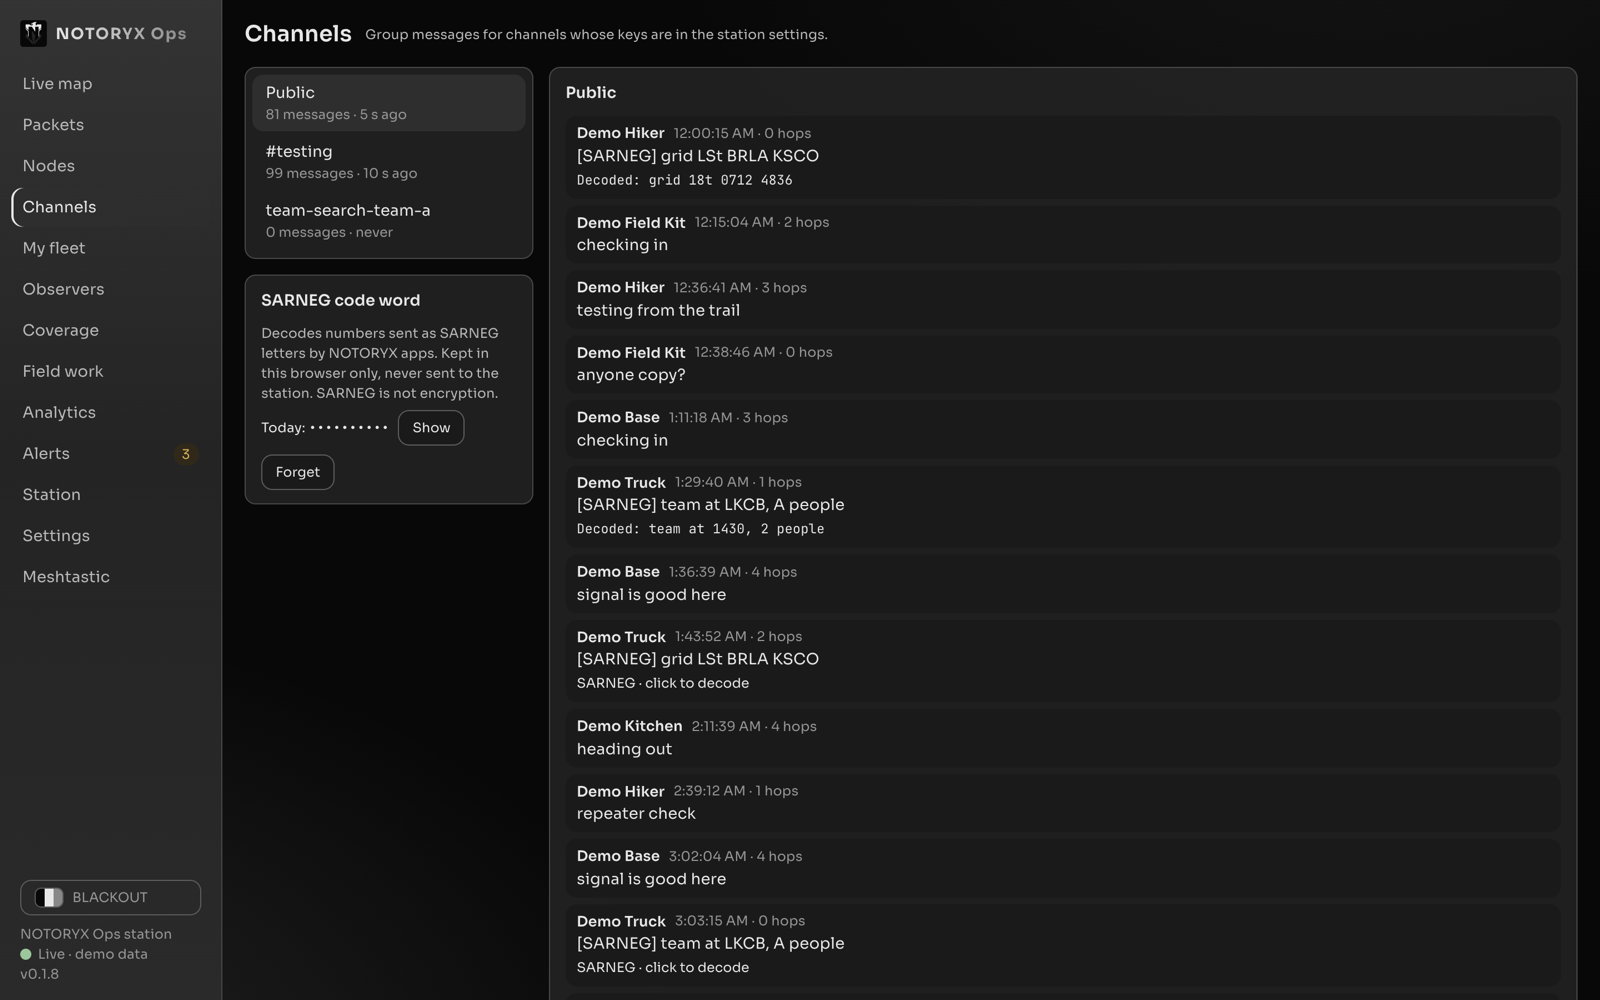 NOTORYX Ops
Live map
Packets
Nodes
Channels
My fleet
Observers
Coverage
Field work
Analytics
Alerts 3
Station
Settings
Meshtastic
BLACKOUT
NOTORYX Ops station
Live · demo data
v0.1.8
Channels Group messages for channels whose keys are in the station settings.
Public
81 messages · 5 s ago
#testing
99 messages · 10 s ago
team-search-team-a
0 messages · never
SARNEG code word
Decodes numbers sent as SARNEG
letters by NOTORYX apps. Kept in
this browser only, never sent to the
station. SARNEG is not encryption.
Today: •••••••••• Show
Forget
Public
Demo Hiker 12:00:15 AM · 0 hops
[SARNEG] grid LSt BRLA KSCO
Decoded: grid 18t 0712 4836
Demo Field Kit 12:15:04 AM · 2 hops
checking in
Demo Hiker 12:36:41 AM · 3 hops
testing from the trail
Demo Field Kit 12:38:46 AM · 0 hops
anyone copy?
Demo Base 1:11:18 AM · 3 hops
checking in
Demo Truck 1:29:40 AM · 1 hops
[SARNEG] team at LKCB, A people
Decoded: team at 1430, 2 people
Demo Base 1:36:39 AM · 4 hops
signal is good here
Demo Truck 1:43:52 AM · 2 hops
[SARNEG] grid LSt BRLA KSCO
SARNEG · click to decode
Demo Kitchen 2:11:39 AM · 4 hops
heading out
Demo Hiker 2:39:12 AM · 1 hops
repeater check
Demo Base 3:02:04 AM · 4 hops
signal is good here
Demo Truck 3:03:15 AM · 0 hops
[SARNEG] team at LKCB, A people
SARNEG · click to decode